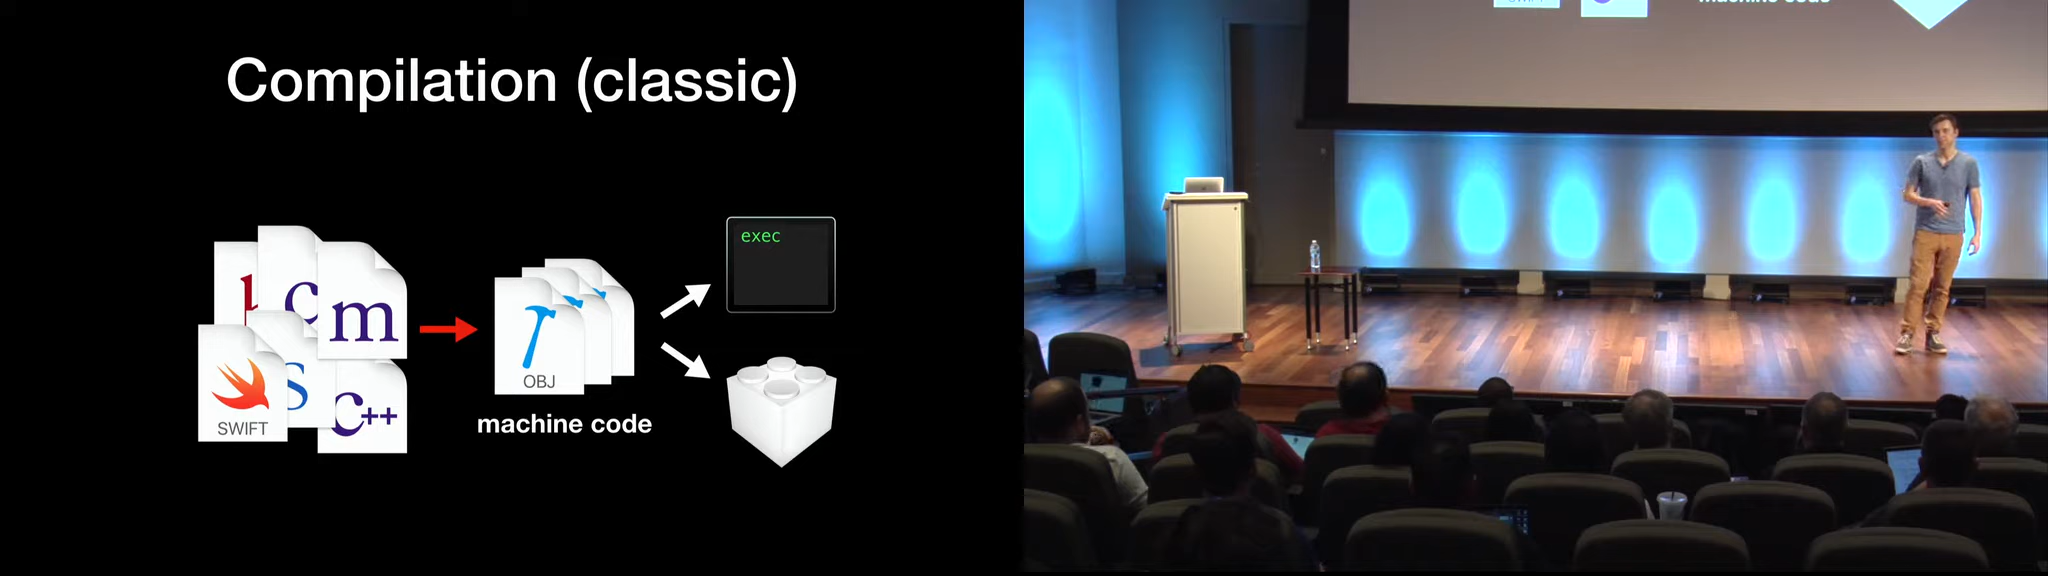 Compilation (classic)
exec
c
m
OBJ
SWIFT
S
C++
machine code